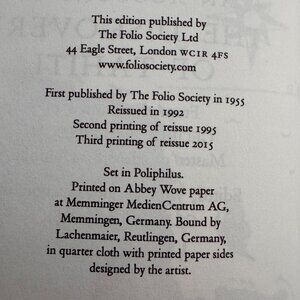 This edition published by
The Folio Society Ltd
44 Eagle Street, London WC1R 4FS
www.foliosociety.com
First published by The Folio Society in 1955
Reissued in 1992
Second printing of reissue 1995
Third printing of reissue 2015
Set in Poliphilus.
Printed on Abbey Wove paper
at Memminger MedienCentrum AG,
Memmingen, Germany. Bound by
Lachenmaier, Reutlingen, Germany,
in quarter cloth with printed paper sides
designed by the artist.